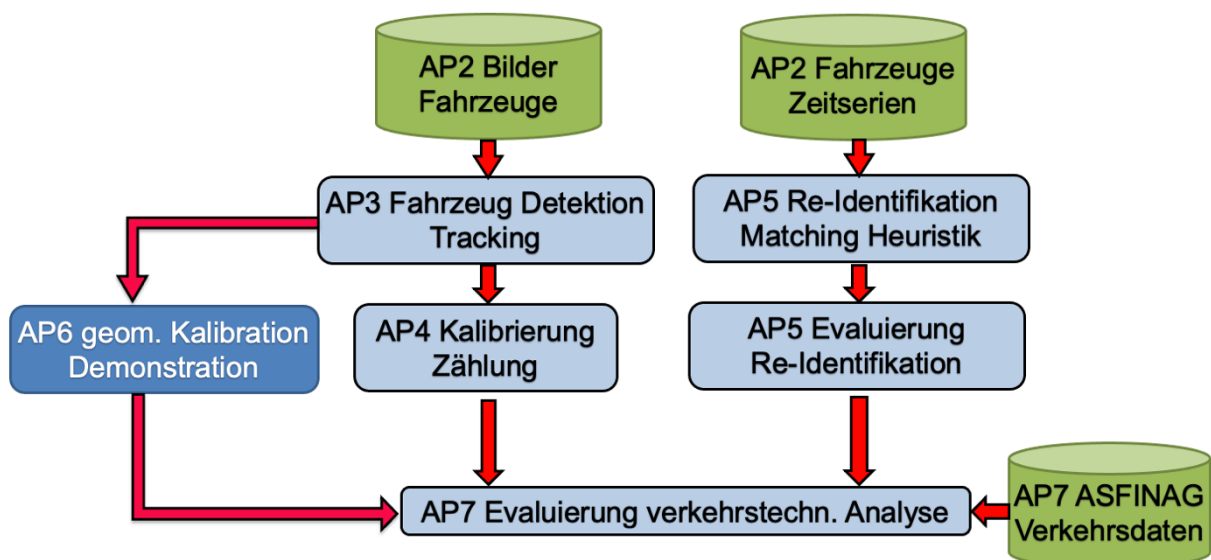 AP2 Bilder
Fahrzeuge
AP2 Fahrzeuge
Zeitserien
AP3 Fahrzeug Detektion
Tracking
AP5 Re-Identifikation
Matching Heuristik
AP6 geom. Kalibration
Demonstration
AP4 Kalibrierung
Zählung
AP5 Evaluierung
Re-Identifikation
AP7 Evaluierung verkehrstechn. Analyse
AP7 ASFINAG
Verkehrsdaten